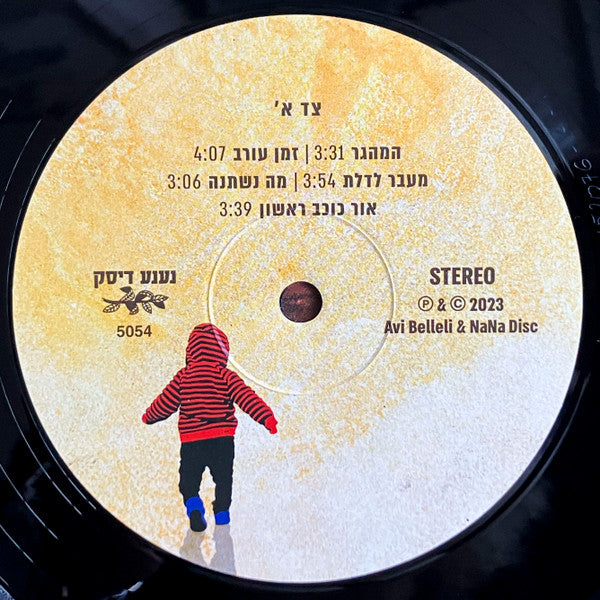 צד א׳
המהגר 3:31 | זמן עורב 4:07
מעבר לדלת 3:54 | מה נשתנה 3:06
אור כוכב ראשון 3:39
נענע דיסק
5054
STEREO
Ⓟ & © 2023
Avi Belleli & NaNa Disc